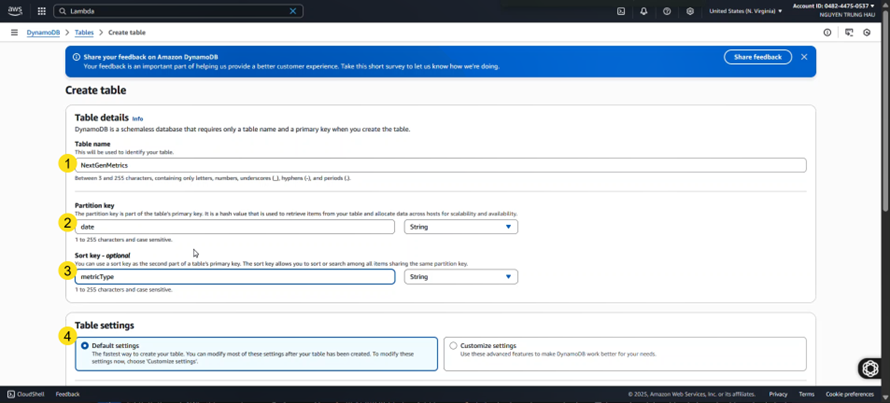 aws
Lambda
United States (N. Virginia)
Account ID: 0482-4475-0537
NGUYEN TRUNG HAU
DynamoDB > Tables > Create table
Share your feedback on Amazon DynamoDB
Your feedback is an important part of helping us provide a better customer experience. Take this short survey to let us know how we're doing.
Share feedback
Create table
Table details Info
DynamoDB is a schemaless database that requires only a table name and a primary key when you create the table.
Table name
This will be used to identify your table.
1
NextGenMetrics
Between 3 and 255 characters, containing only letters, numbers, underscores (_), hyphens (-), and periods (.).
Partition key
The partition key is part of the table's primary key. It is a hash value that is used to retrieve items from your table and allocate data across hosts for scalability and availability.
2
date
String
1 to 255 characters and case sensitive.
Sort key - optional
You can use a sort key as the second part of a table's primary key. The sort key allows you to sort or search among all items sharing the same partition key.
3
metricType
String
1 to 255 characters and case sensitive.
Table settings
4
Default settings
The fastest way to create your table. You can modify most of these settings after your table has been created. To modify these
settings now, choose 'Customize settings'.
Customize settings
Use these advanced features to make DynamoDB work better for your needs.
CloudShell
Feedback
© 2025, Amazon Web Services, Inc. or its affiliates.
Privacy
Terms
Cookie preferences